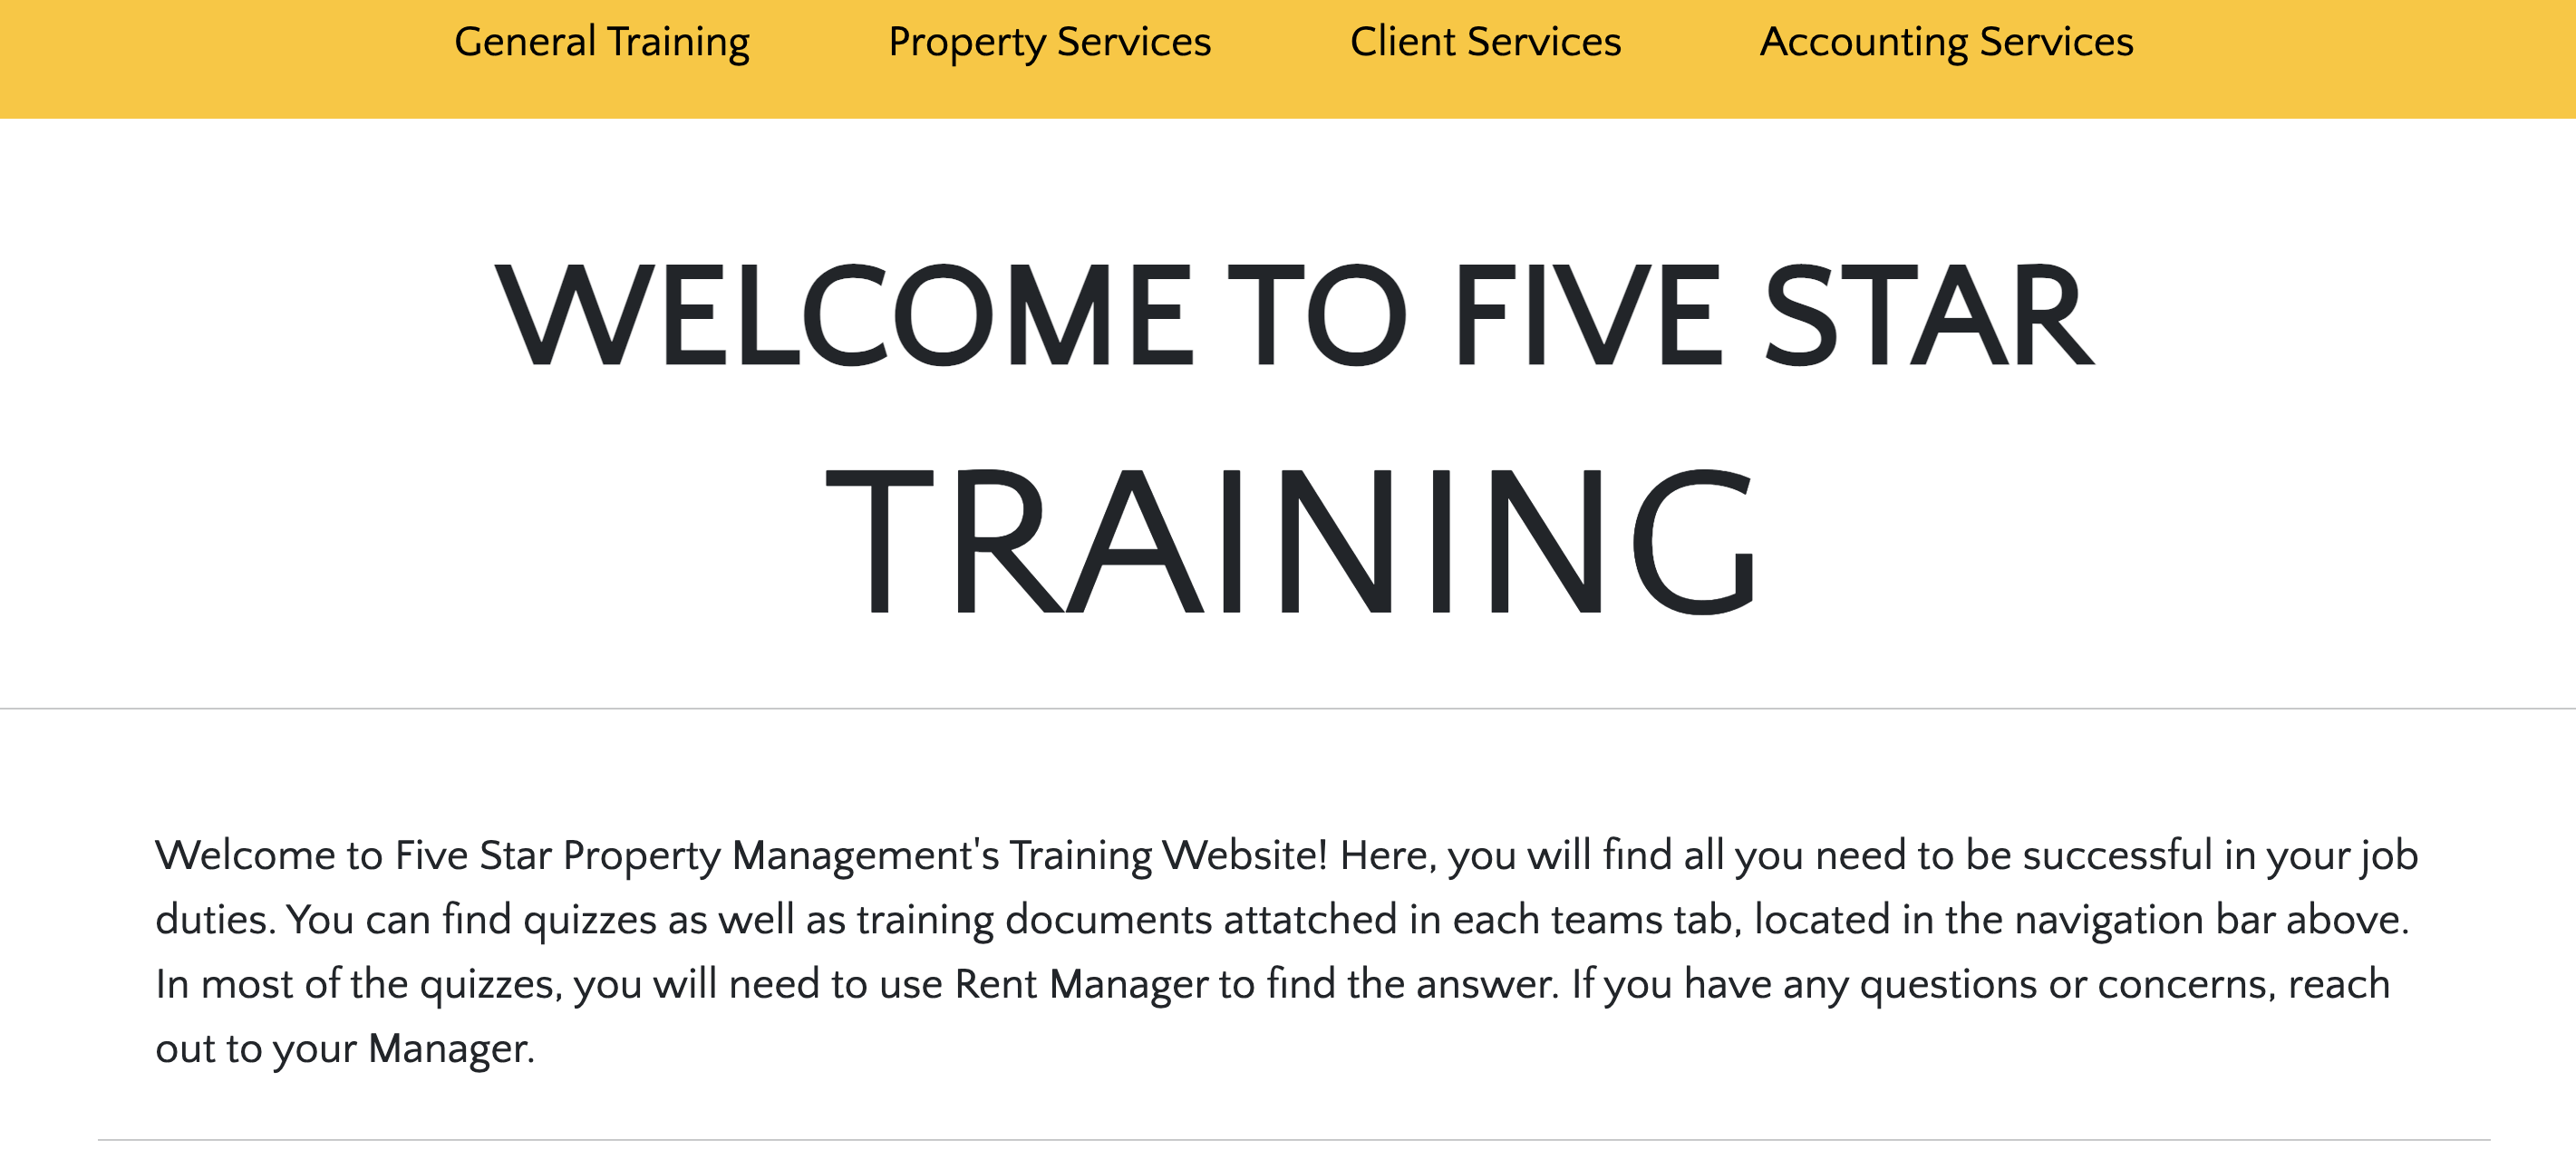 General Training Property Services Client Services Accounting Services
WELCOME TO FIVE STAR
TRAINING
Welcome to Five Star Property Management's Training Website! Here, you will find all you need to be successful in your job
duties. You can find quizzes as well as training documents attatched in each teams tab, located in the navigation bar above.
In most of the quizzes, you will need to use Rent Manager to find the answer. If you have any questions or concerns, reach
out to your Manager.